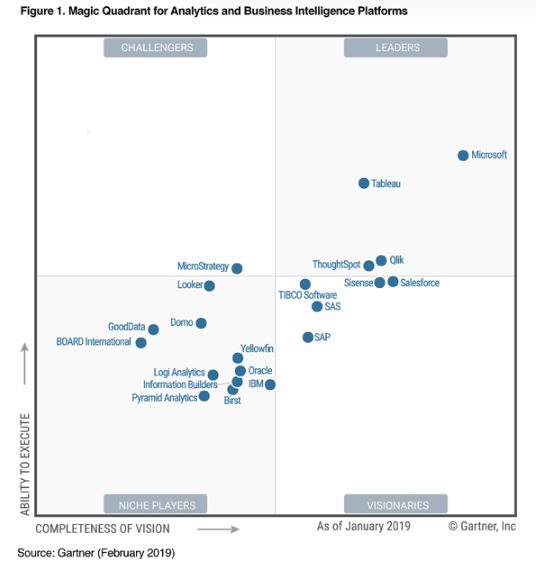 Figure 1. Magic Quadrant for Analytics and Business Intelligence Platforms
CHALLENGERS
LEADERS
Microsoft
Tableau
MicroStrategy
ThoughtSpot
Qlik
Looker
Sisense
Salesforce
TIBCO Software
SAS
GoodData
Domo
BOARD International
SAP
Yellowfin
Logi Analytics
Oracle
Information Builders
IBM
Pyramid Analytics
Birst
ABILITY TO EXECUTE
NICHE PLAYERS
VISIONARIES
COMPLETENESS OF VISION
As of January 2019
© Gartner, Inc
Source: Gartner (February 2019)